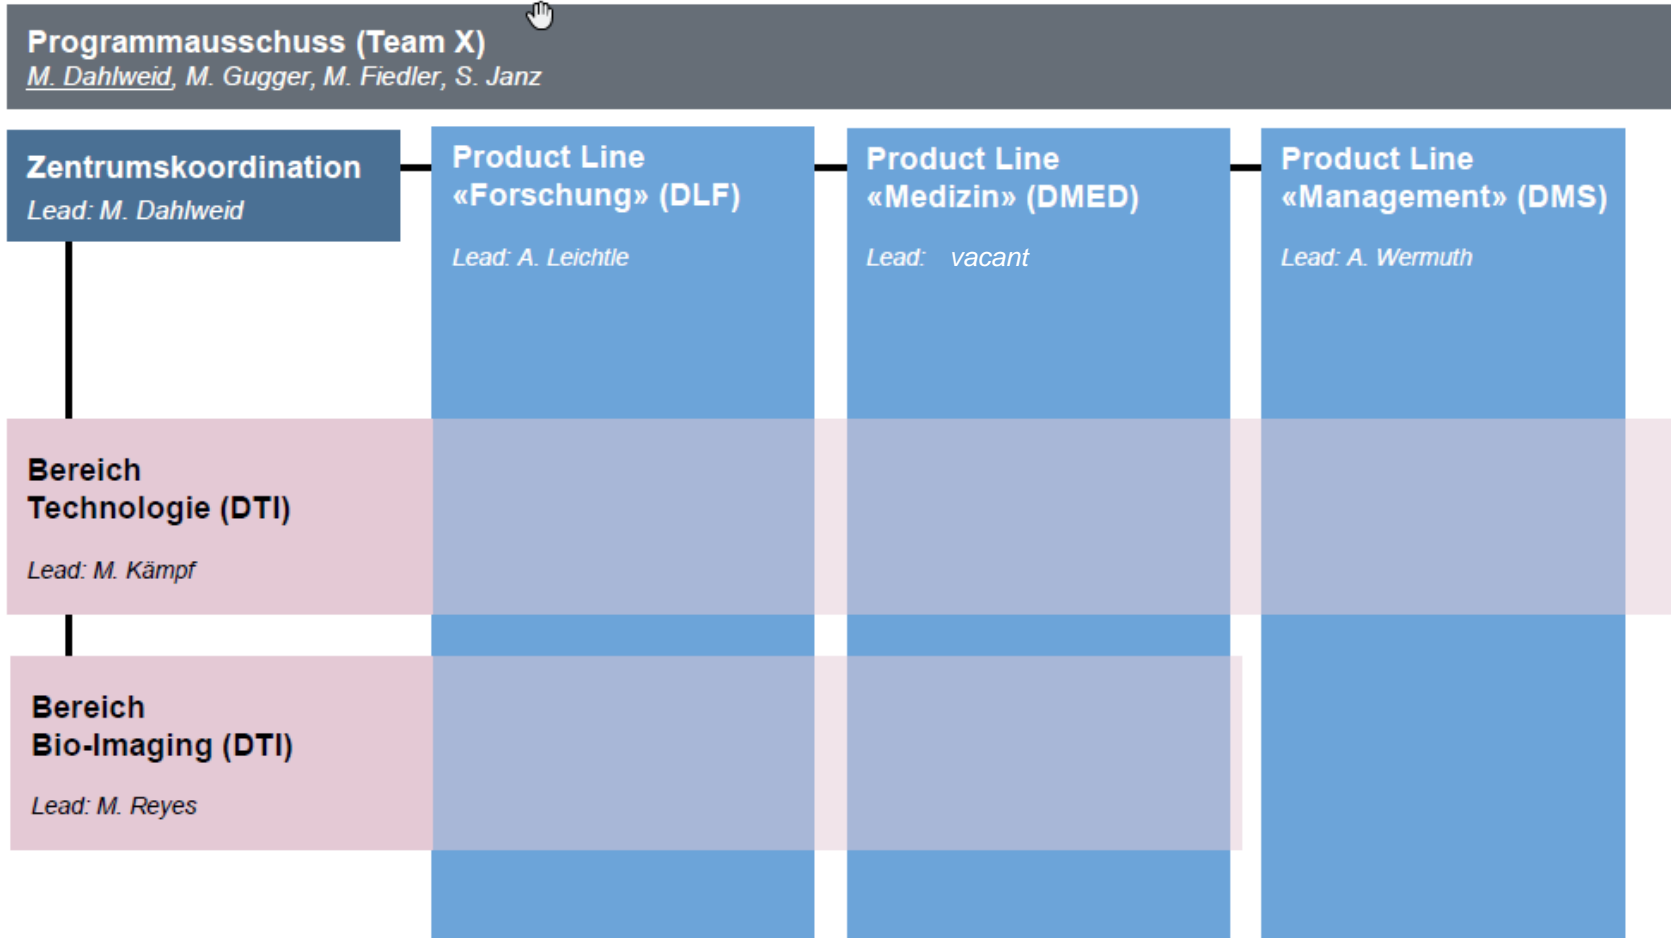 Programmausschuss (Team X)
M. Dahlweid, M. Gugger, M. Fiedler, S. Janz
Zentrumskoordination
Lead: M. Dahlweid
Product Line
«Forschung» (DLF)
Lead: A. Leichtle
Product Line
«Medizin» (DMED)
Lead: vacant
Product Line
«Management» (DMS)
Lead: A. Wermuth
Bereich
Technologie (DTI)
Lead: M. Kämpf
Bereich
Bio-Imaging (DTI)
Lead: M. Reyes